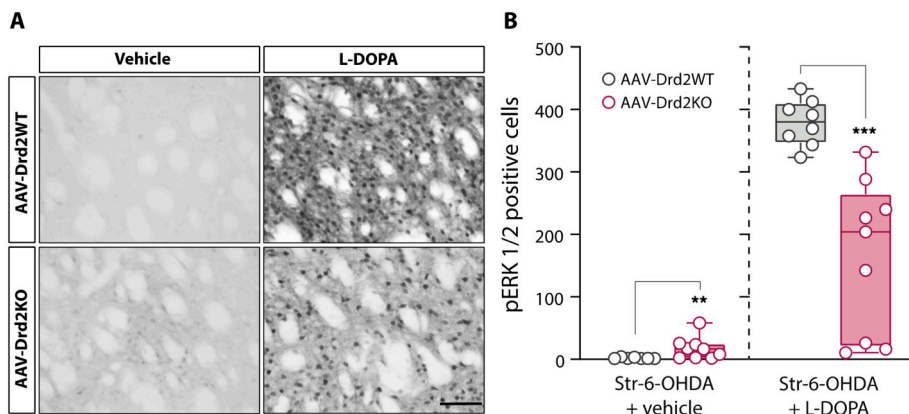 A
Vehicle
L-DOPA
AAV-Drd2WT
AAV-Drd2KO
B
pERK 1/2 positive cells
500
400
300
200
100
0
AAV-Drd2WT
AAV-Drd2KO
**
***
Str-6-OHDA
+ vehicle
Str-6-OHDA
+ L-DOPA